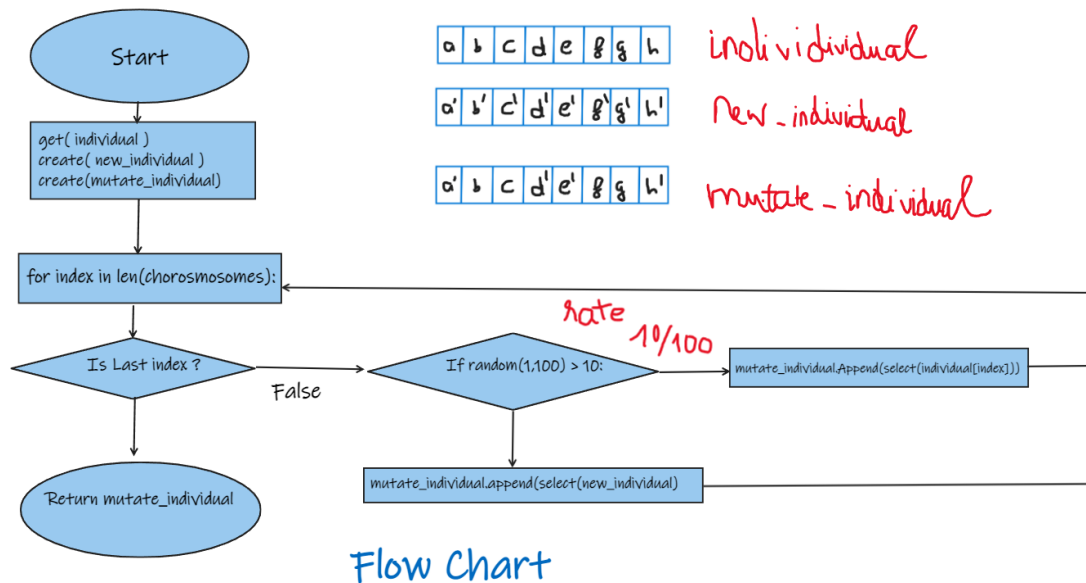 Start
a b c d e f g h
inolividividual
a' b' c' d' e' f' g' h'
new_individual
get( individual )
create( new_individual )
create(mutate_individual)
a' b c d' e' f g h'
mutate_individual
for index in len(chorosmosomes):
rate
10/100
Is Last index ?
False
If random(1,100) > 10:
mutate_individual.Append(select(individual[index]))
Return mutate_individual
mutate_individual.append(select(new_individual)
Flow Chart